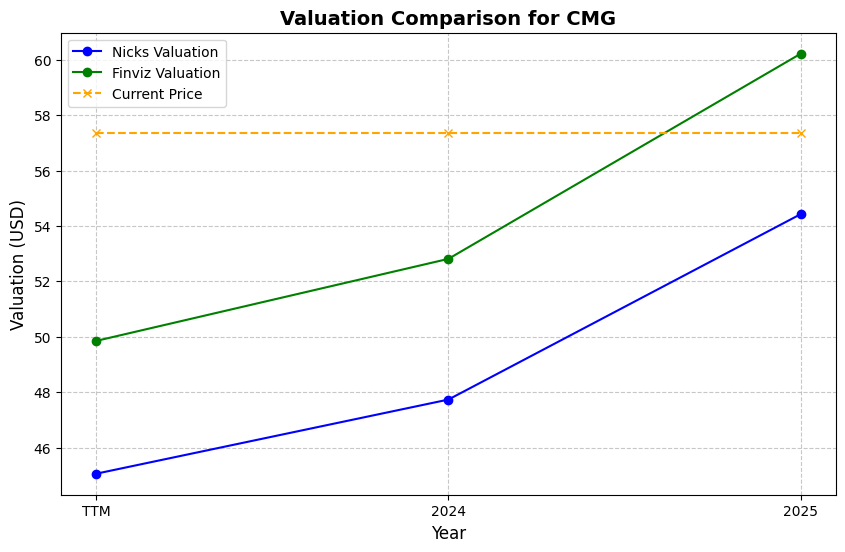 Valuation Comparison for CMG
Nicks Valuation
Finviz Valuation
Current Price
Valuation (USD)
60
58
56
54
52
50
48
46
TTM
2024
2025
Year